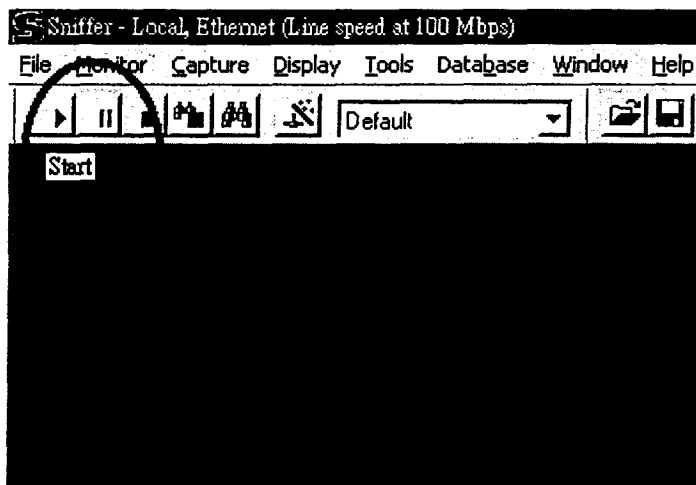 Sniffer - Local, Ethernet (Line speed at 100 Mbps)
File Monitor Capture Display Tools Database Window Help
Default
Start